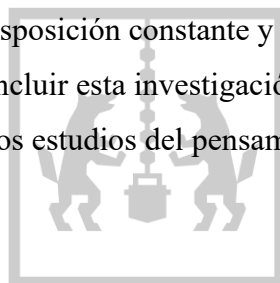 sposición constante y
ncluir esta investigació
os estudios del pensam